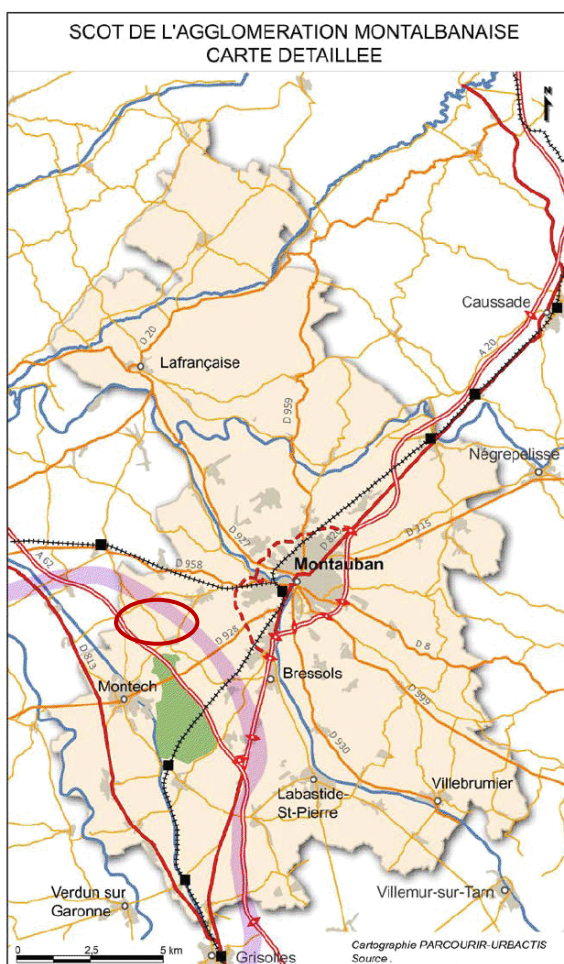 SCOT DE L'AGGLOMERATION MONTALBANAISE
CARTE DETAILLEE
N
Caussade
A 20
D 20
Lafrançaise
D 959
Négrepelisse
D 927
D 820
D 115
A 62
D 958
Montauban
D 928
D 8
D 813
Bressols
Montech
D 999
D 930
Labastide-
St-Pierre
Villebrumier
Verdun sur
Garonne
Villemur-sur-Tarn
0 2,5 5 km
Grisolles
Cartographie PARCOURIR-URBACTIS
Source .